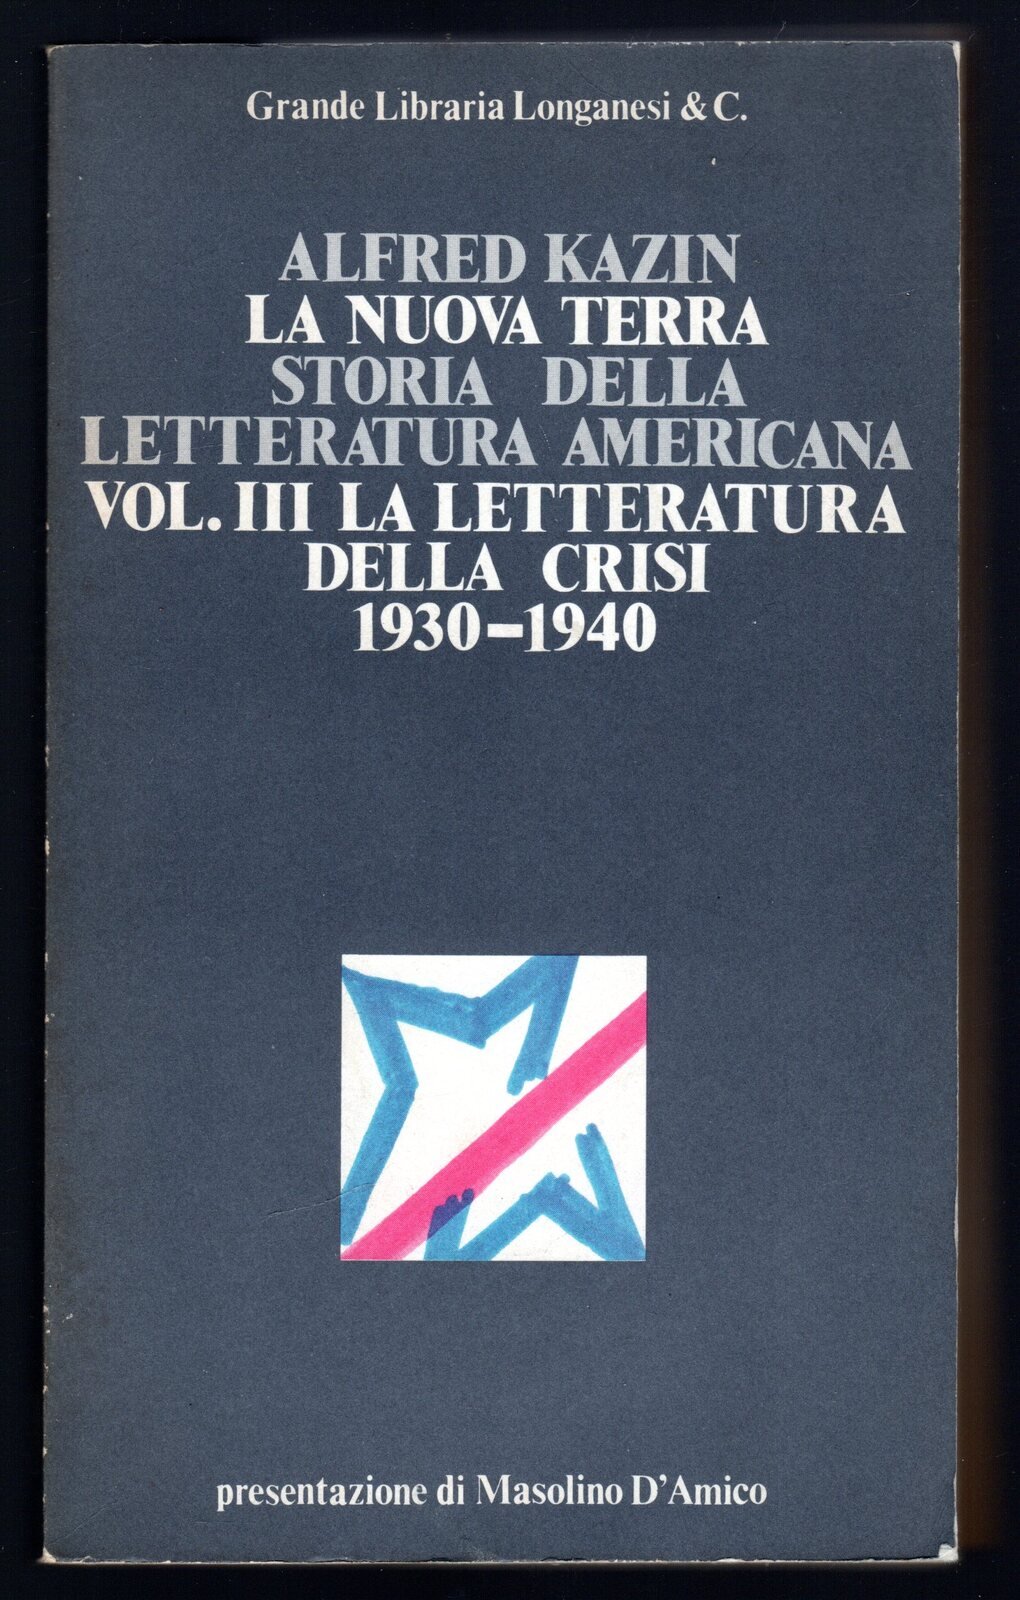 Grande Libraria Longanesi & C.
ALFRED KAZIN
LA NUOVA TERRA
STORIA DELLA
LETTERATURA AMERICANA
VOL. III LA LETTERATURA
DELLA CRISI
1930-1940
presentazione di Masolino D'Amico